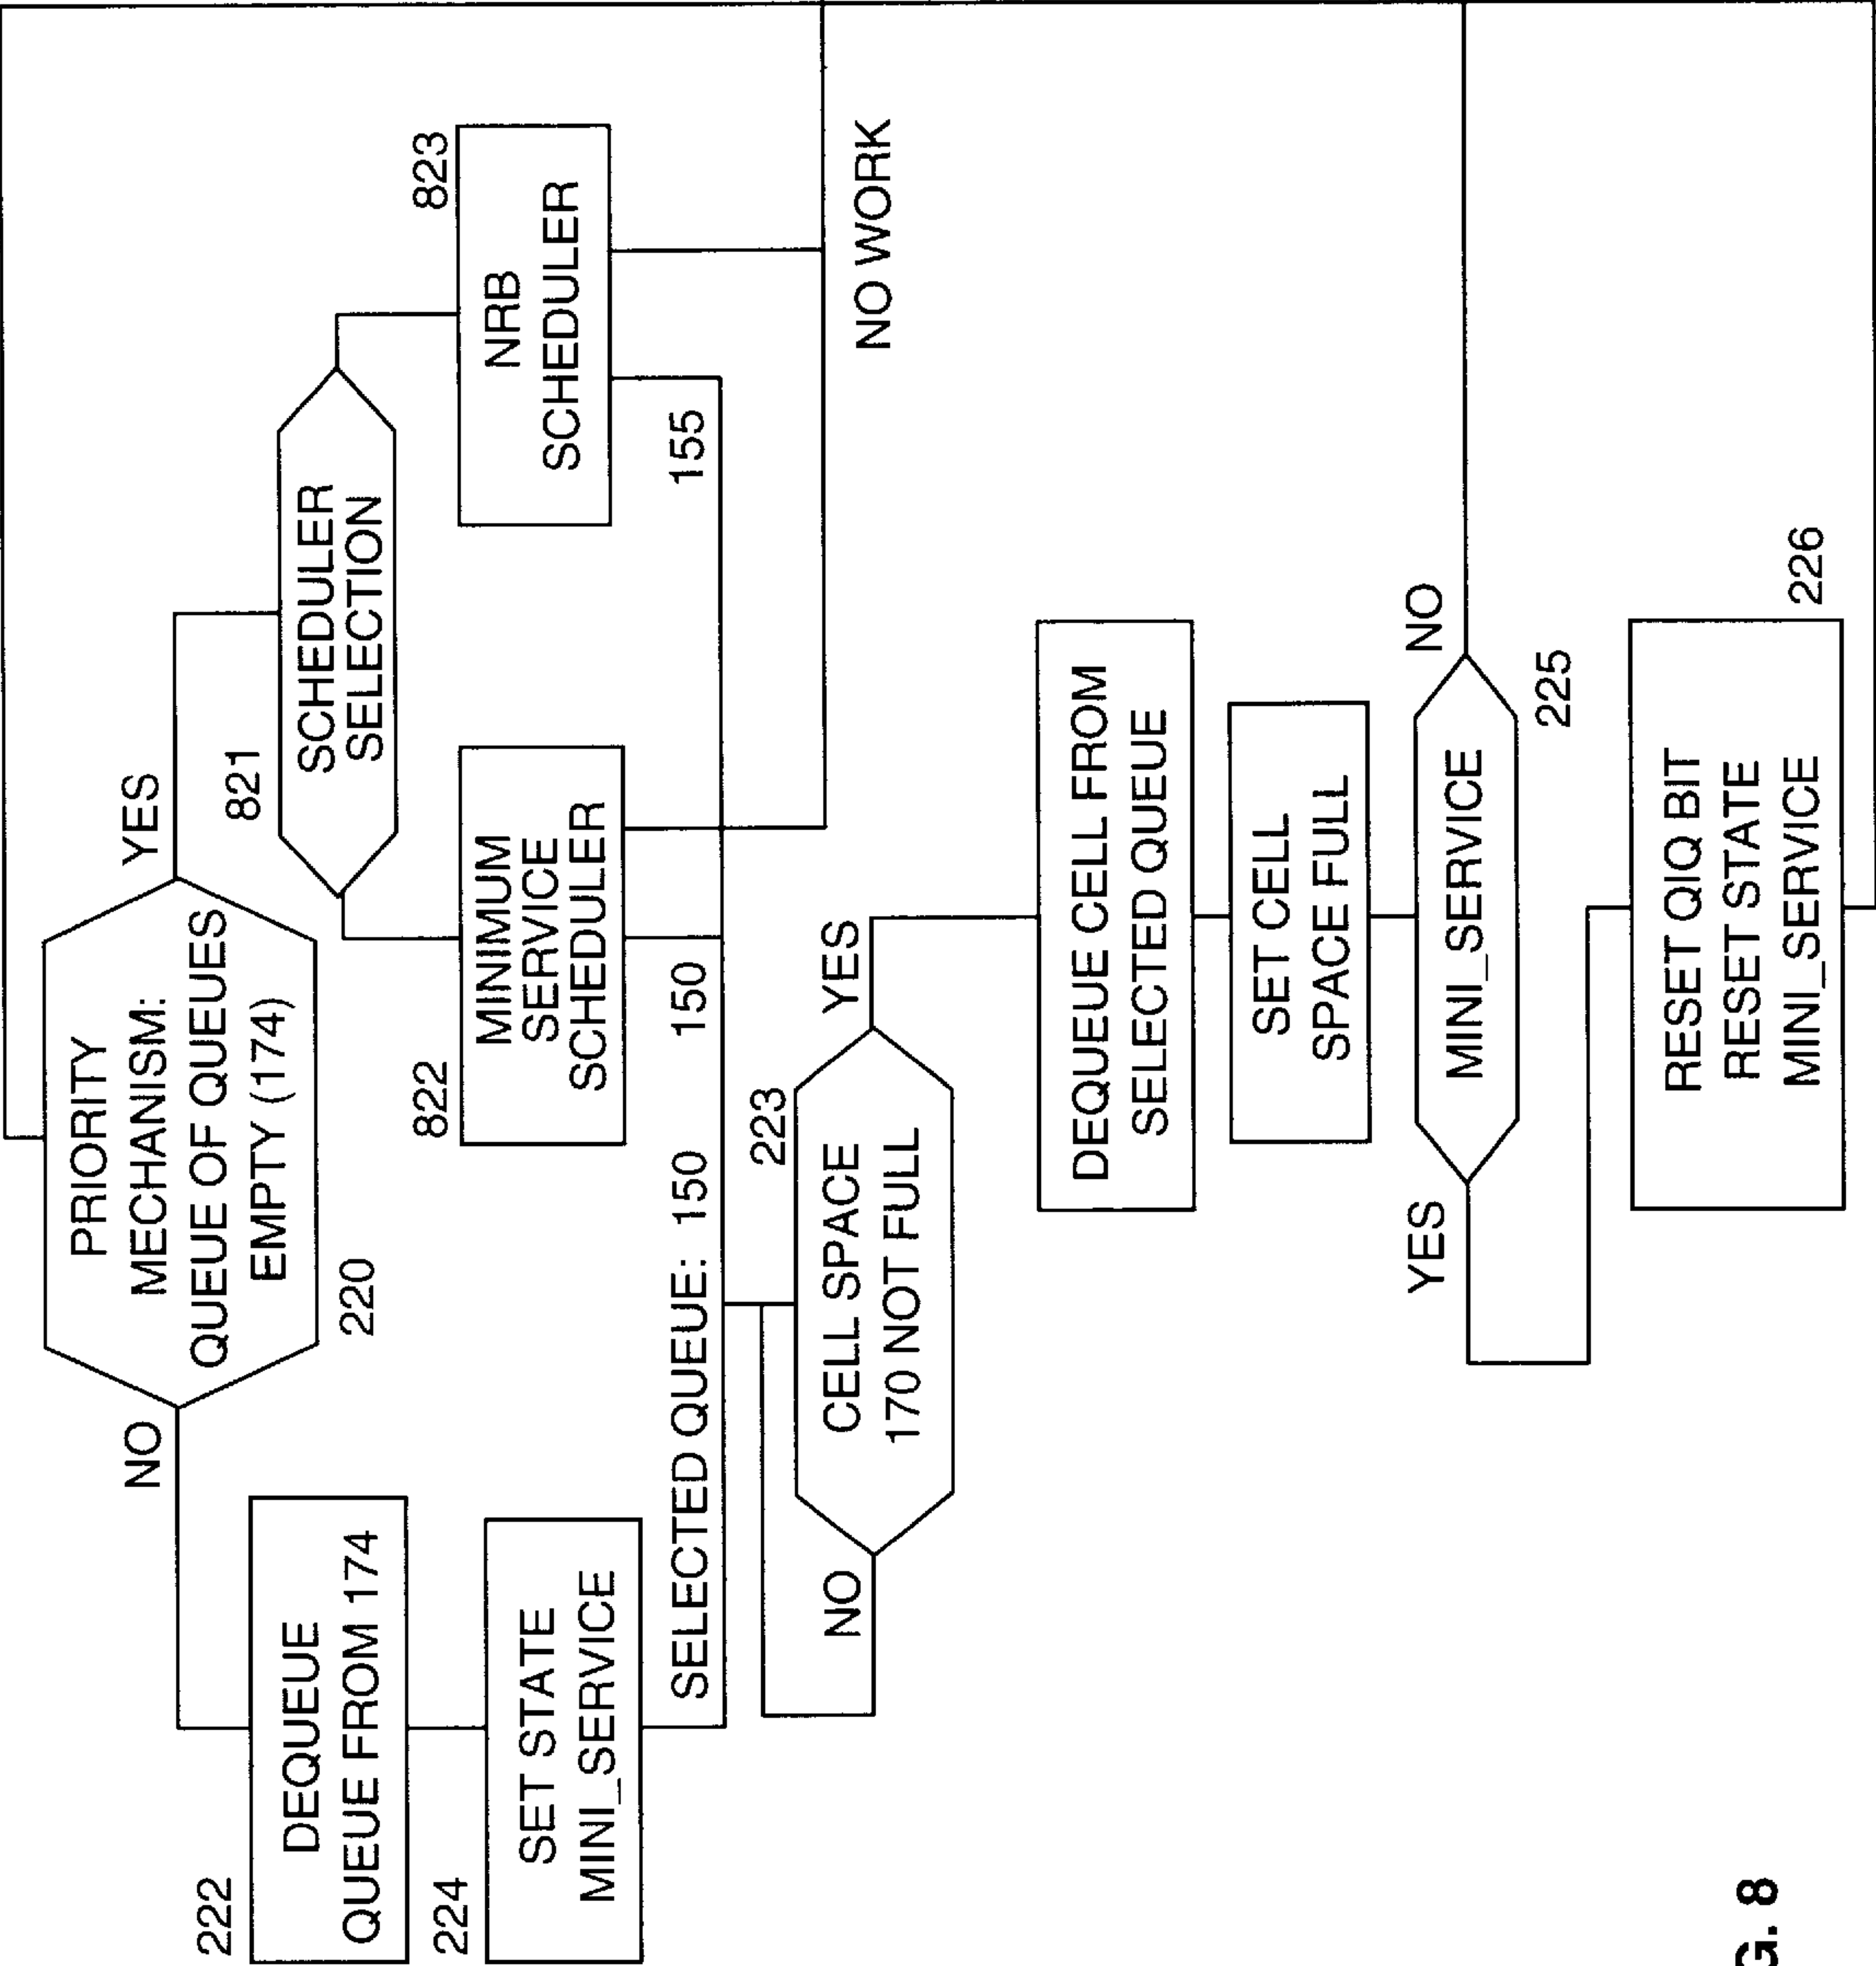 PRIORITY
MECHANISM:
QUEUE OF QUEUES
EMPTY (174)
220
NO
YES
222
DEQUEUE
QUEUE FROM 174
224
SET STATE
MINI_SERVICE
821
SCHEDULER
SELECTION
822
MINIMUM
SERVICE
SCHEDULER
823
NRB
SCHEDULER
SELECTED QUEUE: 150
150
155
NO WORK
223
CELL SPACE
170 NOT FULL
NO
YES
DEQUEUE CELL FROM
SELECTED QUEUE
SET CELL
SPACE FULL
MINI_SERVICE
225
YES
NO
RESET QIQ BIT
RESET STATE
MINI_SERVICE
226
G. 8